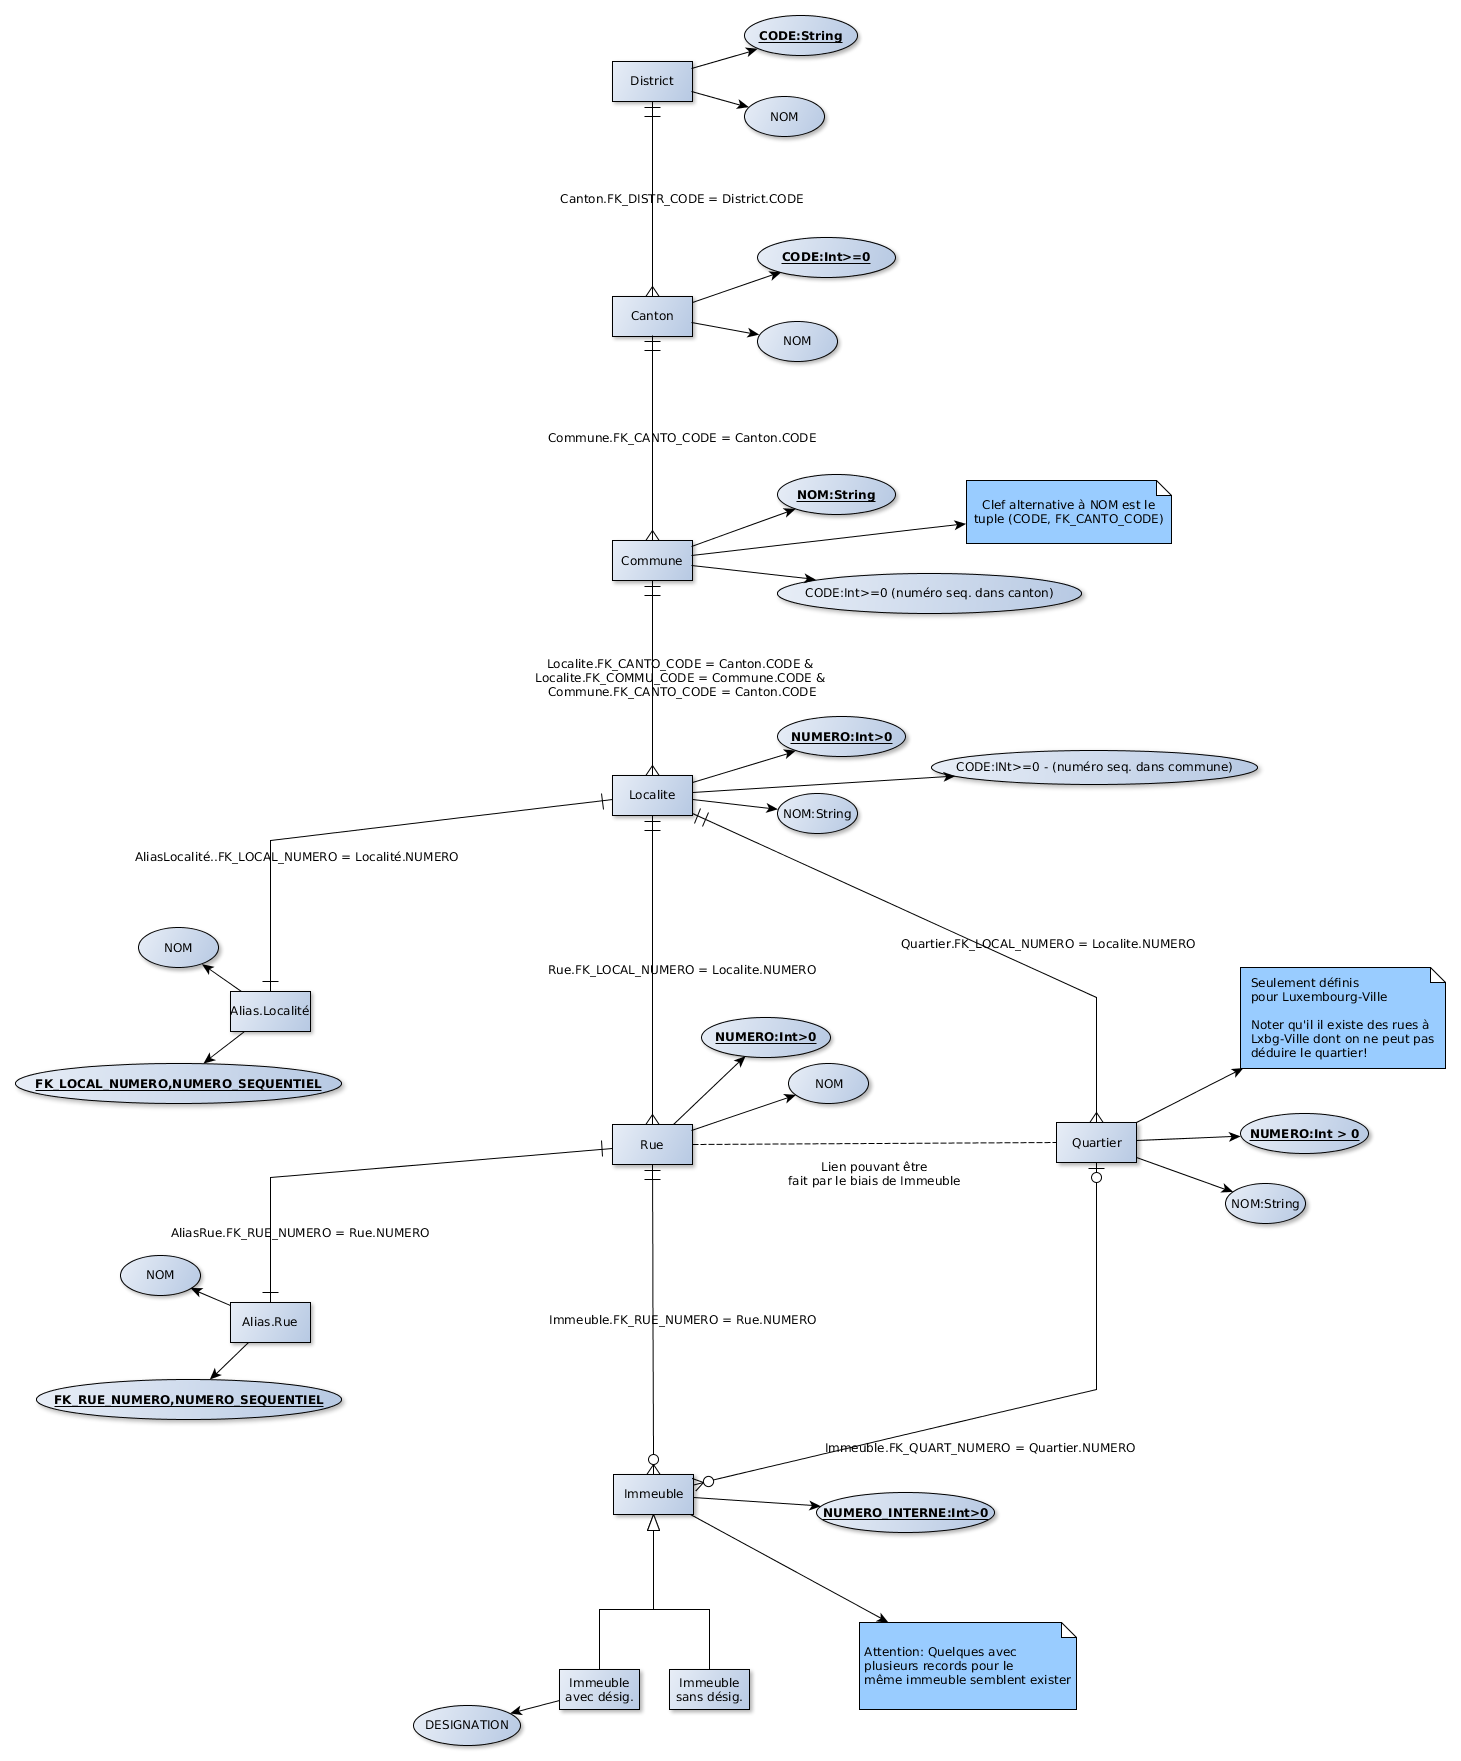 CODE:String
District
NOM
Canton.FK_DISTR_CODE = District.CODE
CODE:Int>=0
Canton
NOM
Commune.FK_CANTO_CODE = Canton.CODE
NOM:String
Clef alternative à NOM est le
tuple (CODE, FK_CANTO_CODE)
Commune
CODE:Int>=0 (numéro seq. dans canton)
Localite.FK_CANTO_CODE = Canton.CODE &
Localite.FK_COMMU_CODE = Commune.CODE &
Commune.FK_CANTO_CODE = Canton.CODE
NUMERO:Int>0
CODE:INt>=0 - (numéro seq. dans commune)
Localite
NOM:String
AliasLocalité..FK_LOCAL_NUMERO = Localité.NUMERO
NOM
Quartier.FK_LOCAL_NUMERO = Localite.NUMERO
Rue.FK_LOCAL_NUMERO = Localite.NUMERO
Alias.Localité
Seulement définis
pour Luxembourg-Ville
Noter qu'il il existe des rues à
Lxbg-Ville dont on ne peut pas
déduire le quartier!
NUMERO:Int>0
FK_LOCAL_NUMERO,NUMERO_SEQUENTIEL
NOM
Rue
Quartier
NUMERO:Int > 0
Lien pouvant être
fait par le biais de Immeuble
NOM:String
AliasRue.FK_RUE_NUMERO = Rue.NUMERO
NOM
Alias.Rue
Immeuble.FK_RUE_NUMERO = Rue.NUMERO
FK_RUE_NUMERO,NUMERO_SEQUENTIEL
Immeuble.FK_QUART_NUMERO = Quartier.NUMERO
Immeuble
NUMERO_INTERNE:Int>0
Attention: Quelques avec
plusieurs records pour le
même immeuble semblent exister
Immeuble
avec désig.
Immeuble
sans désig.
DESIGNATION